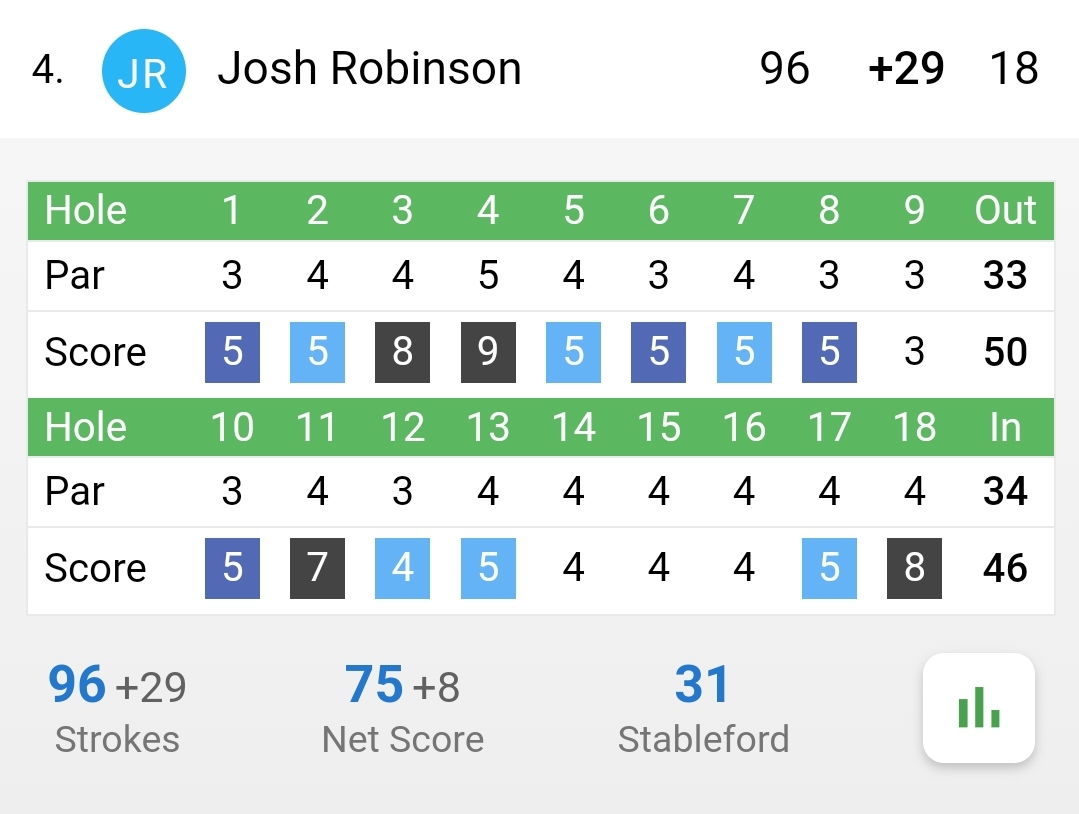 4. JR Josh Robinson 96 +29 18
Hole 1 2 3 4 5 6 7 8 9 Out
Par 3 4 4 5 4 3 4 3 3 33
Score 5 5 8 9 5 5 5 5 3 50
Hole 10 11 12 13 14 15 16 17 18 In
Par 3 4 3 4 4 4 4 4 4 34
Score 5 7 4 5 4 4 4 5 8 46
96 +29 75 +8 31
Strokes Net Score Stableford